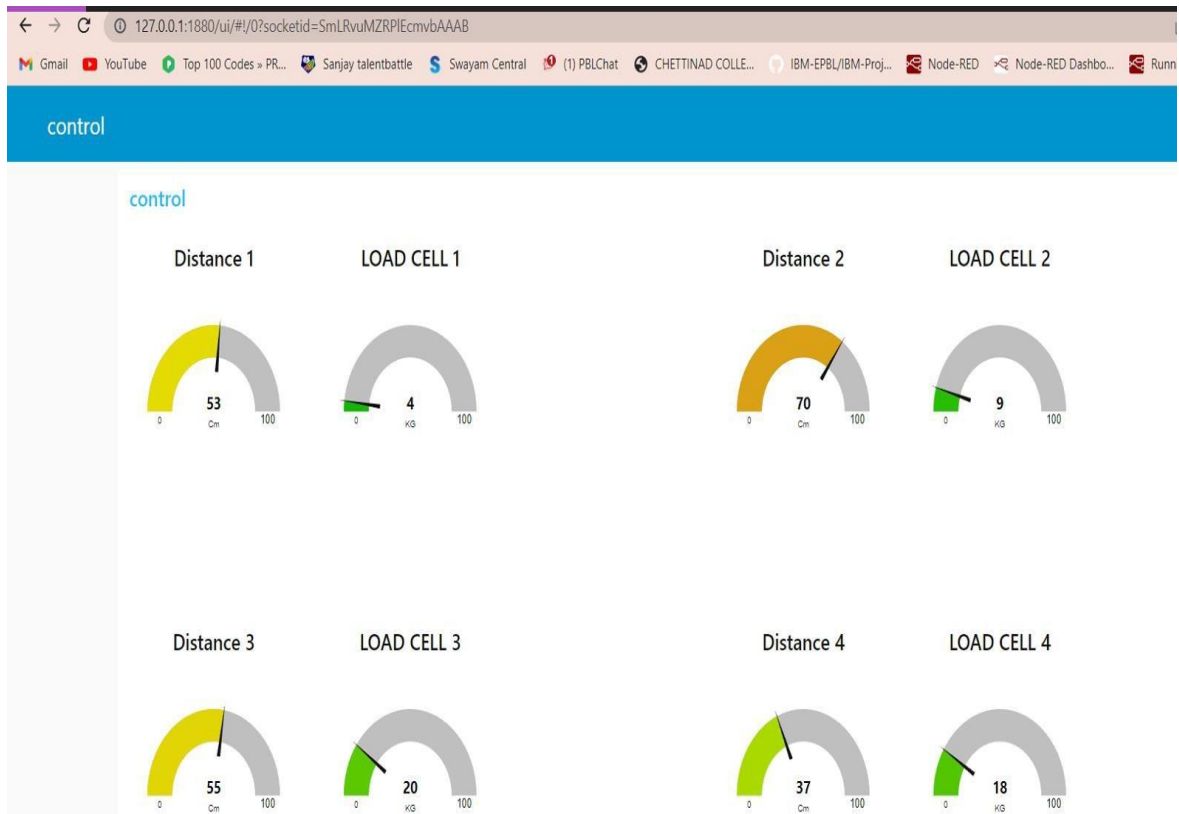 127.0.0.1:1880/ui/#!/0?socketid=SmLRvuMZRPlEcmvbAAAB
Gmail YouTube Top 100 Codes » PR... Sanjay talentbattle Swayam Central (1) PBLChat CHETTINAD COLLE... IBM-EPBL/IBM-Proj... Node-RED Node-RED Dashbo... Runn
control
control
Distance 1 LOAD CELL 1 Distance 2 LOAD CELL 2
53 4 70 9
0 Cm 100 0 KG 100 0 Cm 100 0 KG 100
Distance 3 LOAD CELL 3 Distance 4 LOAD CELL 4
55 20 37 18
0 Cm 100 0 KG 100 0 Cm 100 0 KG 100